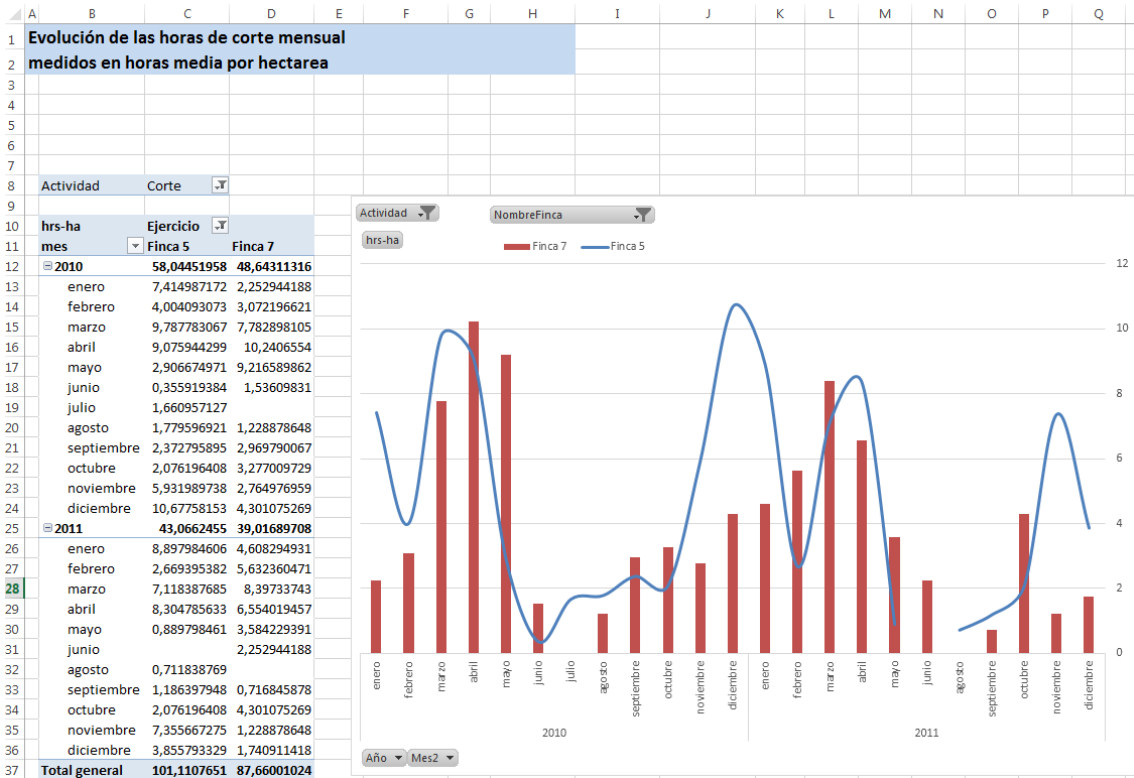 A B C D E F G H I J K L M N O P Q
1 Evolución de las horas de corte mensual
2 medidos en horas media por hectarea
3
4
5
6
7
8 Actividad Corte
9
10 hrs-ha Ejercicio
11 mes Finca 5 Finca 7
12 2010 58,04451958 48,64311316
13 enero 7,414987172 2,252944188
14 febrero 4,004093073 3,072196621
15 marzo 9,787783067 7,782898105
16 abril 9,075944299 10,2406554
17 mayo 2,906674971 9,216589862
18 junio 0,355919384 1,53609831
19 julio 1,660957127
20 agosto 1,779596921 1,228878648
21 septiembre 2,372795895 2,969790067
22 octubre 2,076196408 3,277009729
23 noviembre 5,931989738 2,764976959
24 diciembre 10,67758153 4,301075269
25 2011 43,0662455 39,01689708
26 enero 8,897984606 4,608294931
27 febrero 2,669395382 5,632360471
28 marzo 7,118387685 8,39733743
29 abril 8,304785633 6,554019457
30 mayo 0,889798461 3,584229391
31 junio 2,252944188
32 agosto 0,711838769
33 septiembre 1,186397948 0,716845878
34 octubre 2,076196408 4,301075269
35 noviembre 7,355667275 1,228878648
36 diciembre 3,855793329 1,740911418
37 Total general 101,1107651 87,66001024
Actividad NombreFinca
hrs-ha
Finca 7 Finca 5
12
10
8
6
4
2
0
enero febrero marzo abril mayo junio julio agosto septiembre octubre noviembre diciembre enero febrero marzo abril mayo junio agosto septiembre octubre noviembre diciembre
2010 2011
Año Mes2